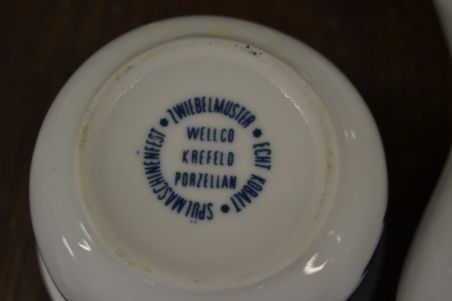 ZWIEBELMUSTER * ECHT KOBALT * SPÜLMASCHINENFEST *
WELLCO
KREFELD
PORZELLAN